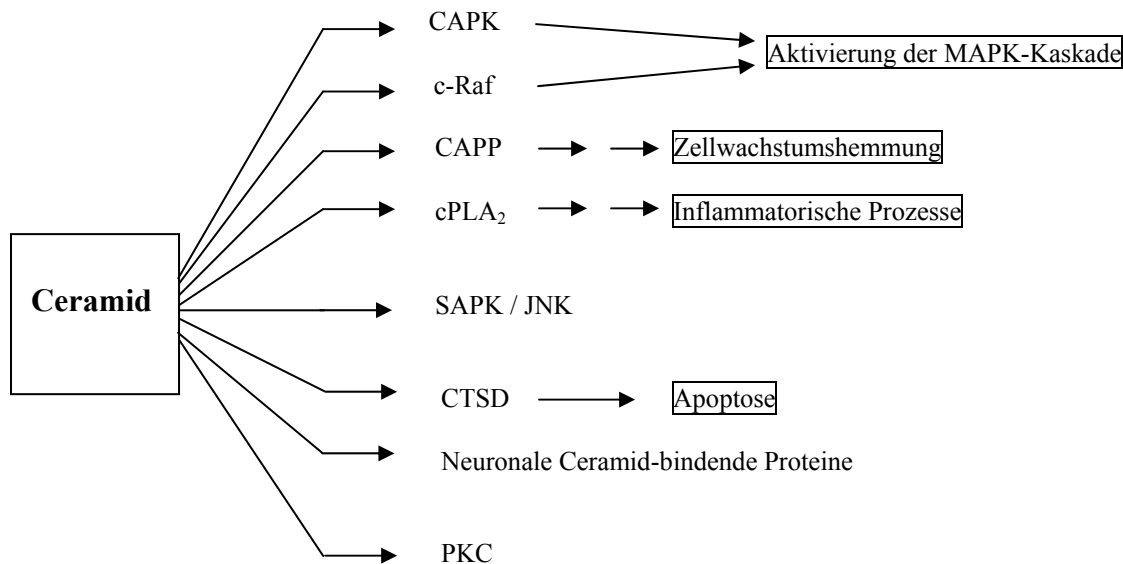 CAPK
Aktivierung der MAPK-Kaskade
c-Raf
CAPP
Zellwachstumshemmung
cPLA₂
Inflammatorische Prozesse
Ceramid
SAPK / JNK
CTSD
Apoptose
Neuronale Ceramid-bindende Proteine
PKC